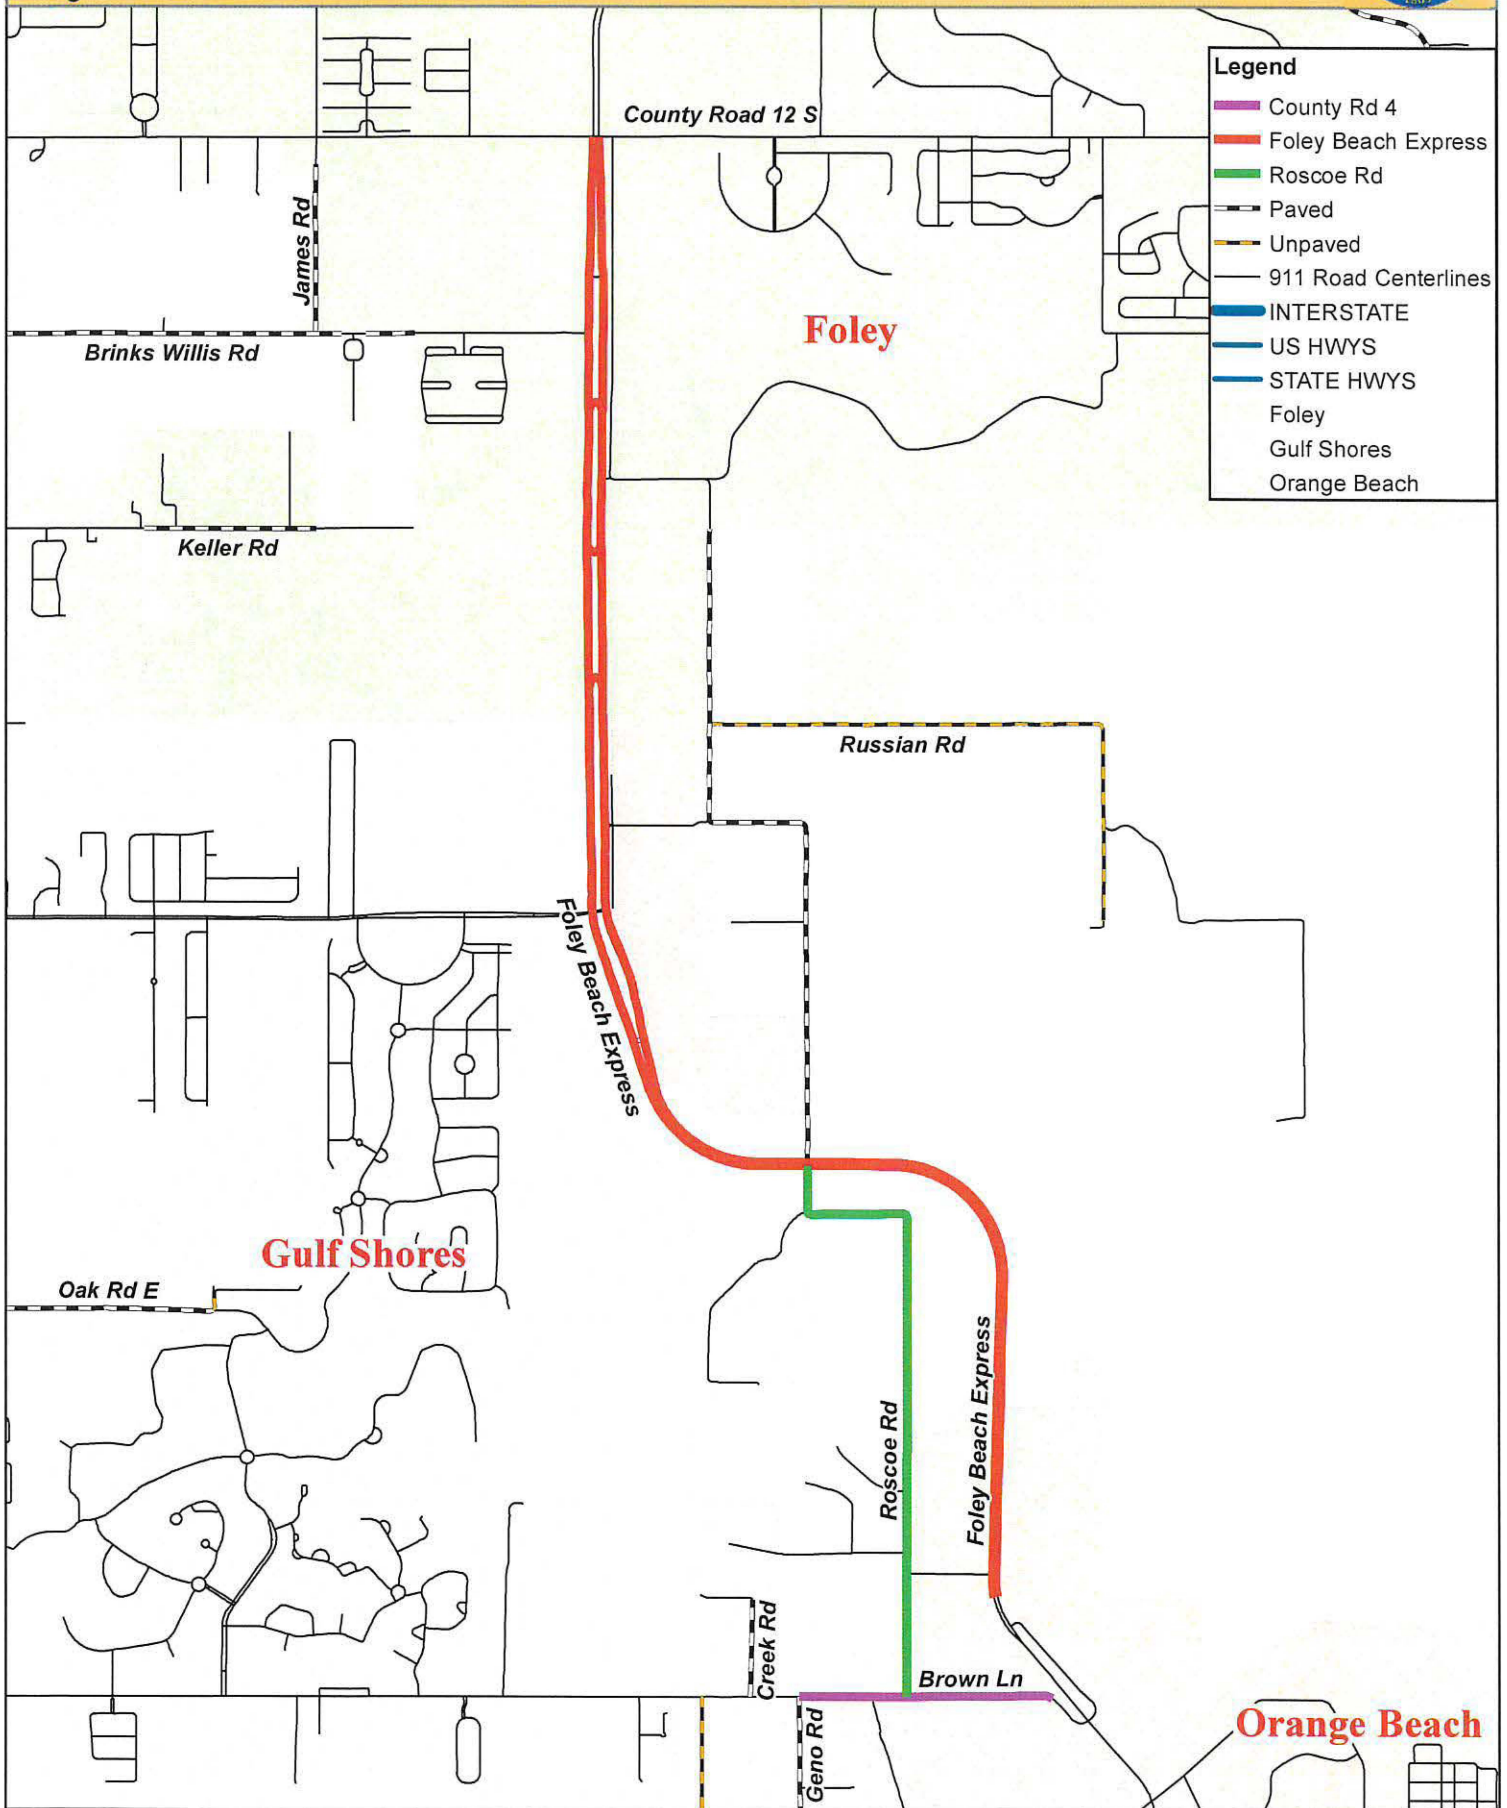 County Road 12 S
Legend
County Rd 4
Foley Beach Express
Roscoe Rd
Paved
Unpaved
911 Road Centerlines
INTERSTATE
US HWYS
STATE HWYS
Foley
Gulf Shores
Orange Beach
James Rd
Foley
Brinks Willis Rd
Keller Rd
Russian Rd
Foley Beach Express
Gulf Shores
Oak Rd E
Foley Beach Express
Roscoe Rd
Creek Rd
Brown Ln
Orange Beach
Geno Rd